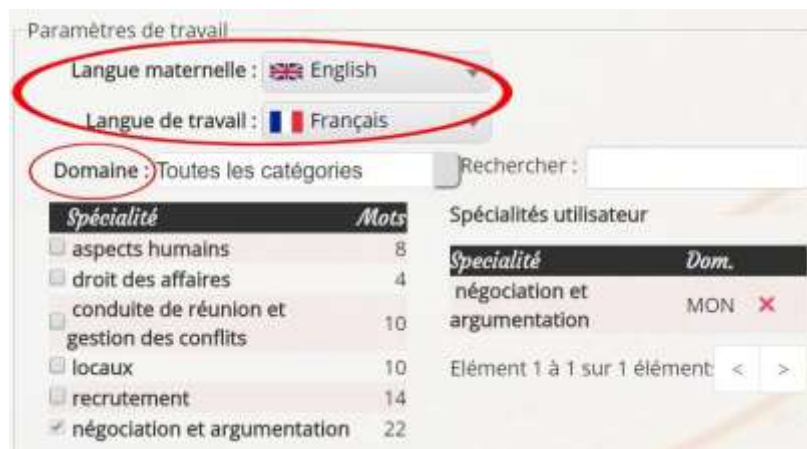 Paramètres de travail
Langue maternelle : English
Langue de travail : Français
Domaine : Toutes les catégories
Rechercher :
Spécialité Mots
aspects humains 8
droit des affaires 4
conduite de réunion et
gestion des conflits 10
locaux 10
recrutement 14
négociation et argumentation 22
Spécialités utilisateur
Specialité Dom.
négociation et
argumentation MON
Elément 1 à 1 sur 1 élément < >